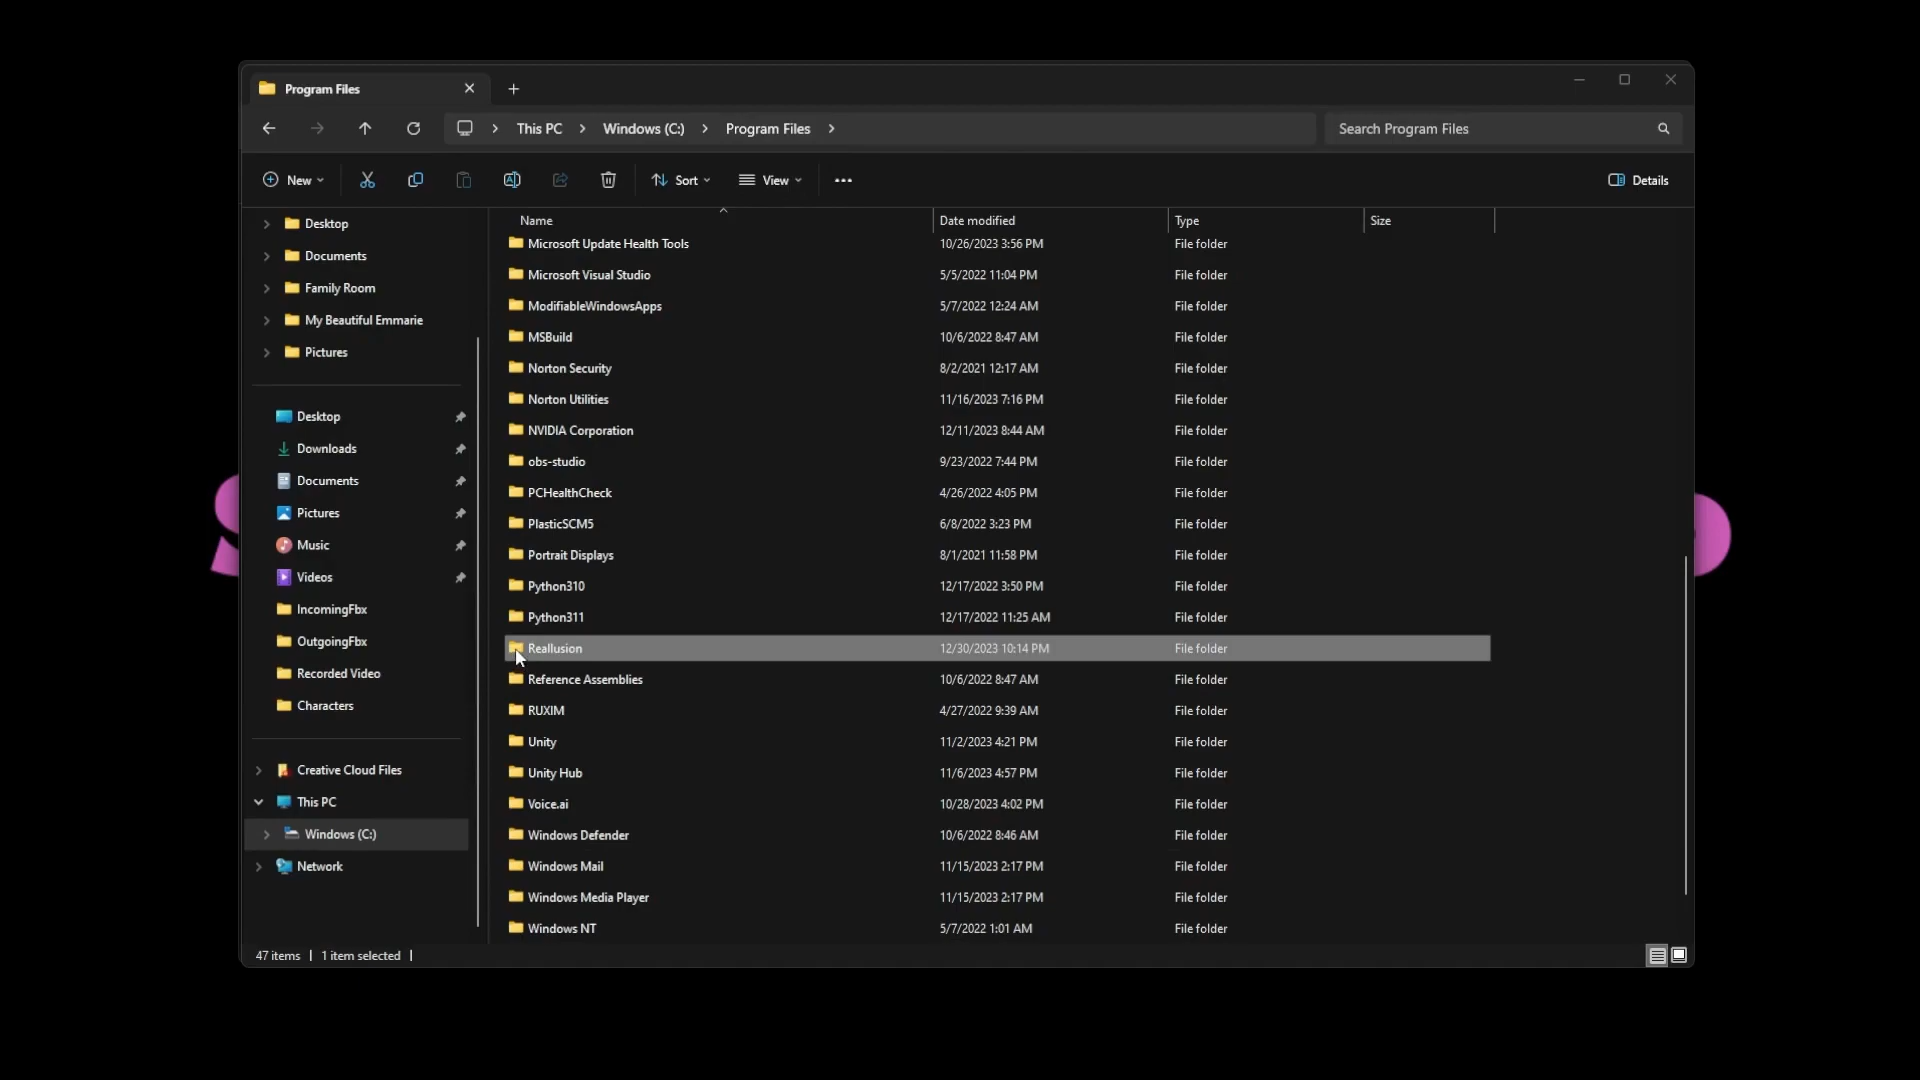 Program Files
This PC > Windows (C:) > Program Files >
Search Program Files
New
Sort
View
Details
Desktop
Documents
Family Room
My Beautiful Emmarie
Pictures
Desktop
Downloads
Documents
Pictures
Music
Videos
IncomingFbx
OutgoingFbx
Recorded Video
Characters
Creative Cloud Files
This PC
Windows (C:)
Network
Name Date modified Type Size
Microsoft Update Health Tools 10/26/2023 3:56 PM File folder
Microsoft Visual Studio 5/5/2022 11:04 PM File folder
ModifiableWindowsApps 5/7/2022 12:24 AM File folder
MSBuild 10/6/2022 8:47 AM File folder
Norton Security 8/2/2021 12:17 AM File folder
Norton Utilities 11/16/2023 7:16 PM File folder
NVIDIA Corporation 12/11/2023 8:44 AM File folder
obs-studio 9/23/2022 7:44 PM File folder
PCHealthCheck 4/26/2022 4:05 PM File folder
PlasticSCM5 6/8/2022 3:23 PM File folder
Portrait Displays 8/1/2021 11:58 PM File folder
Python310 12/17/2022 3:50 PM File folder
Python311 12/17/2022 11:25 AM File folder
Reallusion 12/30/2023 10:14 PM File folder
Reference Assemblies 10/6/2022 8:47 AM File folder
RUXIM 4/27/2022 9:39 AM File folder
Unity 11/2/2023 4:21 PM File folder
Unity Hub 11/6/2023 4:57 PM File folder
Voice.ai 10/28/2023 4:02 PM File folder
Windows Defender 10/6/2022 8:46 AM File folder
Windows Mail 11/15/2023 2:17 PM File folder
Windows Media Player 11/15/2023 2:17 PM File folder
Windows NT 5/7/2022 1:01 AM File folder
47 items | 1 item selected |